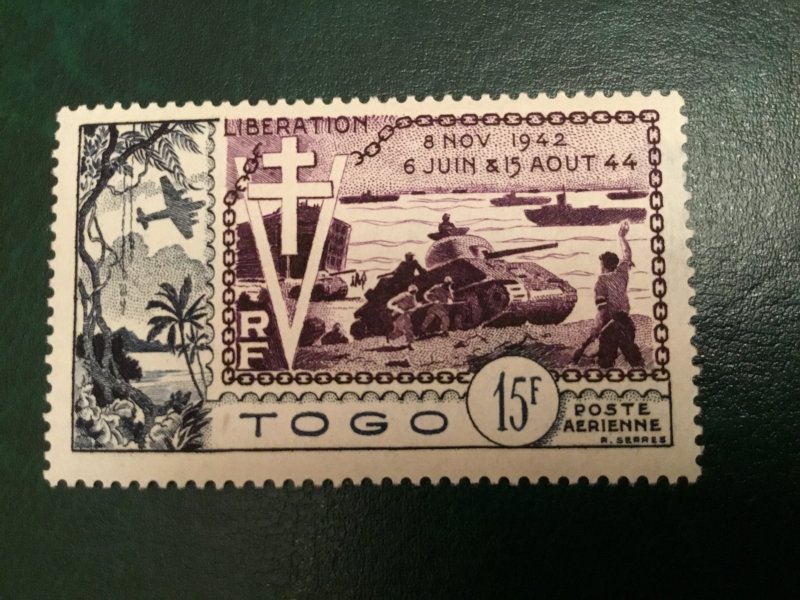 LIBERATION
8 NOV 1942
6 JUIN & 15 AOUT 44
RF
TOGO
15F
POSTE
AERIENNE
R. SERRES